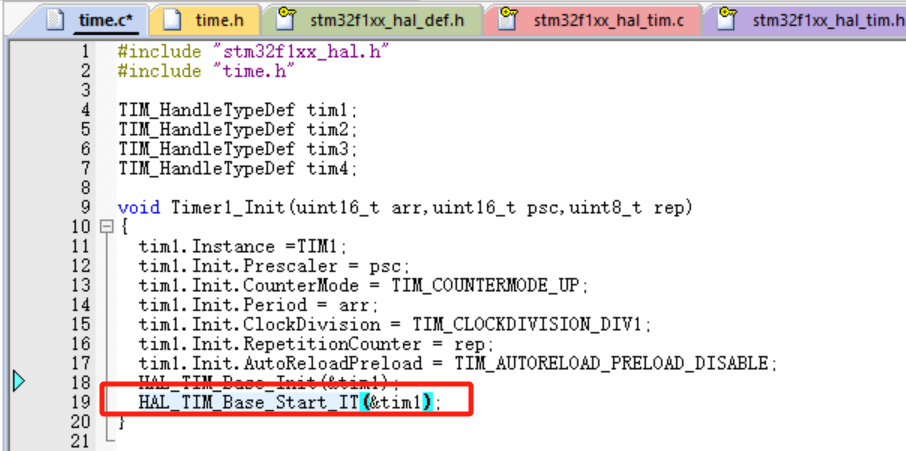 time.c* time.h stm32f1xx_hal_def.h stm32f1xx_hal_tim.c stm32f1xx_hal_tim.h
1 #include "stm32f1xx_hal.h"
2 #include "time.h"
3
4 TIM_HandleTypeDef tim1;
5 TIM_HandleTypeDef tim2;
6 TIM_HandleTypeDef tim3;
7 TIM_HandleTypeDef tim4;
8
9 void Timer1_Init(uint16_t arr,uint16_t psc,uint8_t rep)
10 {
11 tim1.Instance =TIM1;
12 tim1.Init.Prescaler = psc;
13 tim1.Init.CounterMode = TIM_COUNTERMODE_UP;
14 tim1.Init.Period = arr;
15 tim1.Init.ClockDivision = TIM_CLOCKDIVISION_DIV1;
16 tim1.Init.RepetitionCounter = rep;
17 tim1.Init.AutoReloadPreload = TIM_AUTORELOAD_PRELOAD_DISABLE;
18 HAL_TIM_Base_Init(&tim1);
19 HAL_TIM_Base_Start_IT(&tim1);
20 }
21